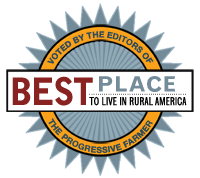 VOTED BY THE EDITORS OF
BEST PLACE
TO LIVE IN RURAL AMERICA
THE PROGRESSIVE FARMER